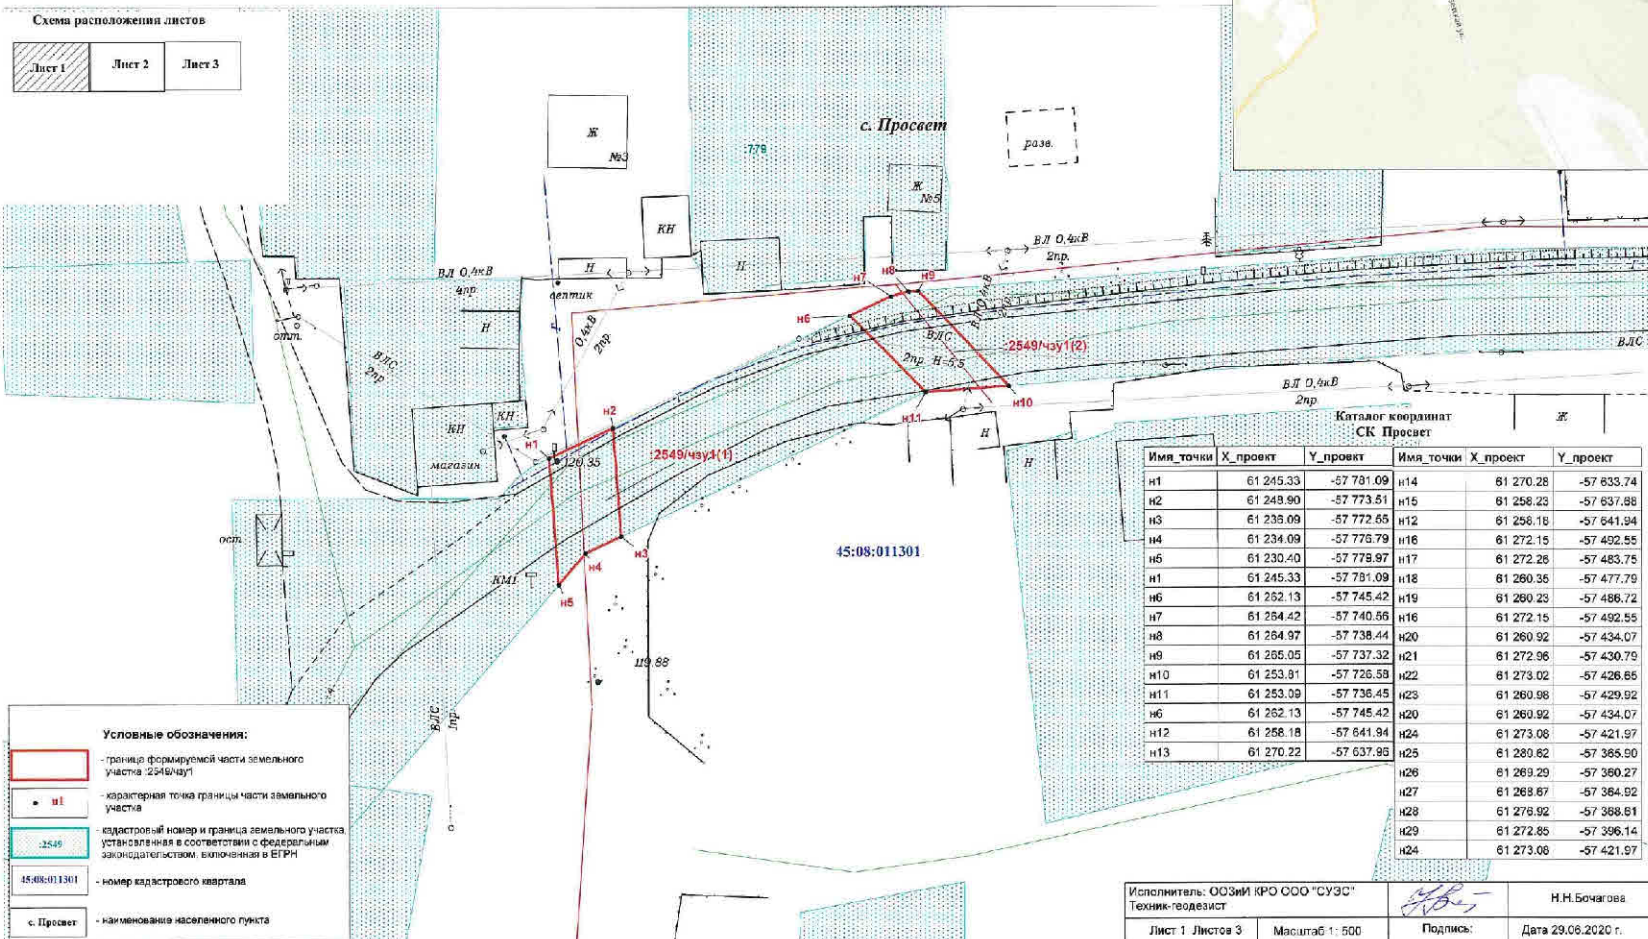 Схема расположения листов
Лист 1
Лист 2
Лист 3
с. Просвет
Ж
№3
:779
Ж
№5
разв.
КН
Н
Н
септик
ВЛ 0,4кВ
4пр.
ВЛ 0,4кВ
2пр.
0,4кВ
2пр
отт.
ВЛС
2пр
Н
КН
КН
магазин
н1
н2
120.35
:2549/чзу1(1)
н3
н4
н5
н6
н7
н8
н9
ВЛС
2пр Н=5,5
:2549/чзу1(2)
н10
н11
ВЛС
ВЛ 0,4кВ
2пр
Н
Н
Ж
ост.
КМ1
45:08:011301
119.88
ВЛС
1пр
Каталог координат
СК Просвет
Имя_точки X_проект Y_проект Имя_точки X_проект Y_проект
н1 61 245.33 -57 781.09 н14 61 270.28 -57 633.74
н2 61 248.90 -57 773.51 н15 61 258.23 -57 637.88
н3 61 236.09 -57 772.55 н12 61 258.18 -57 641.94
н4 61 234.09 -57 776.79 н16 61 272.15 -57 492.55
н5 61 230.40 -57 779.97 н17 61 272.26 -57 483.75
н1 61 245.33 -57 781.09 н18 61 260.35 -57 477.79
н6 61 262.13 -57 745.42 н19 61 260.23 -57 486.72
н7 61 264.42 -57 740.56 н16 61 272.15 -57 492.55
н8 61 264.97 -57 738.44 н20 61 260.92 -57 434.07
н9 61 265.05 -57 737.32 н21 61 272.96 -57 430.79
н10 61 253.81 -57 726.58 н22 61 273.02 -57 426.65
н11 61 253.09 -57 736.45 н23 61 260.98 -57 429.92
н6 61 262.13 -57 745.42 н20 61 260.92 -57 434.07
н12 61 258.18 -57 641.94 н24 61 273.08 -57 421.97
н13 61 270.22 -57 637.96 н25 61 280.62 -57 365.90
н26 61 269.29 -57 360.27
н27 61 268.67 -57 364.92
н28 61 276.92 -57 368.61
н29 61 272.85 -57 396.14
н24 61 273.08 -57 421.97
Условные обозначения:
- граница формируемой части земельного
участка :2549/чзу1
н1
- характерная точка границы части земельного
участка
:2549
- кадастровый номер и граница земельного участка,
установленная в соответствии с федеральным
законодательством, включенная в ЕГРН
45:08:011301
- номер кадастрового квартала
с. Просвет
- наименование населенного пункта
Исполнитель: ООЗиИ КРО ООО "СУЭС"
Техник-геодезист
Н.Н.Бочагова
Лист 1 Листов 3
Масштаб 1: 500
Подпись:
Дата 29.06.2020 г.